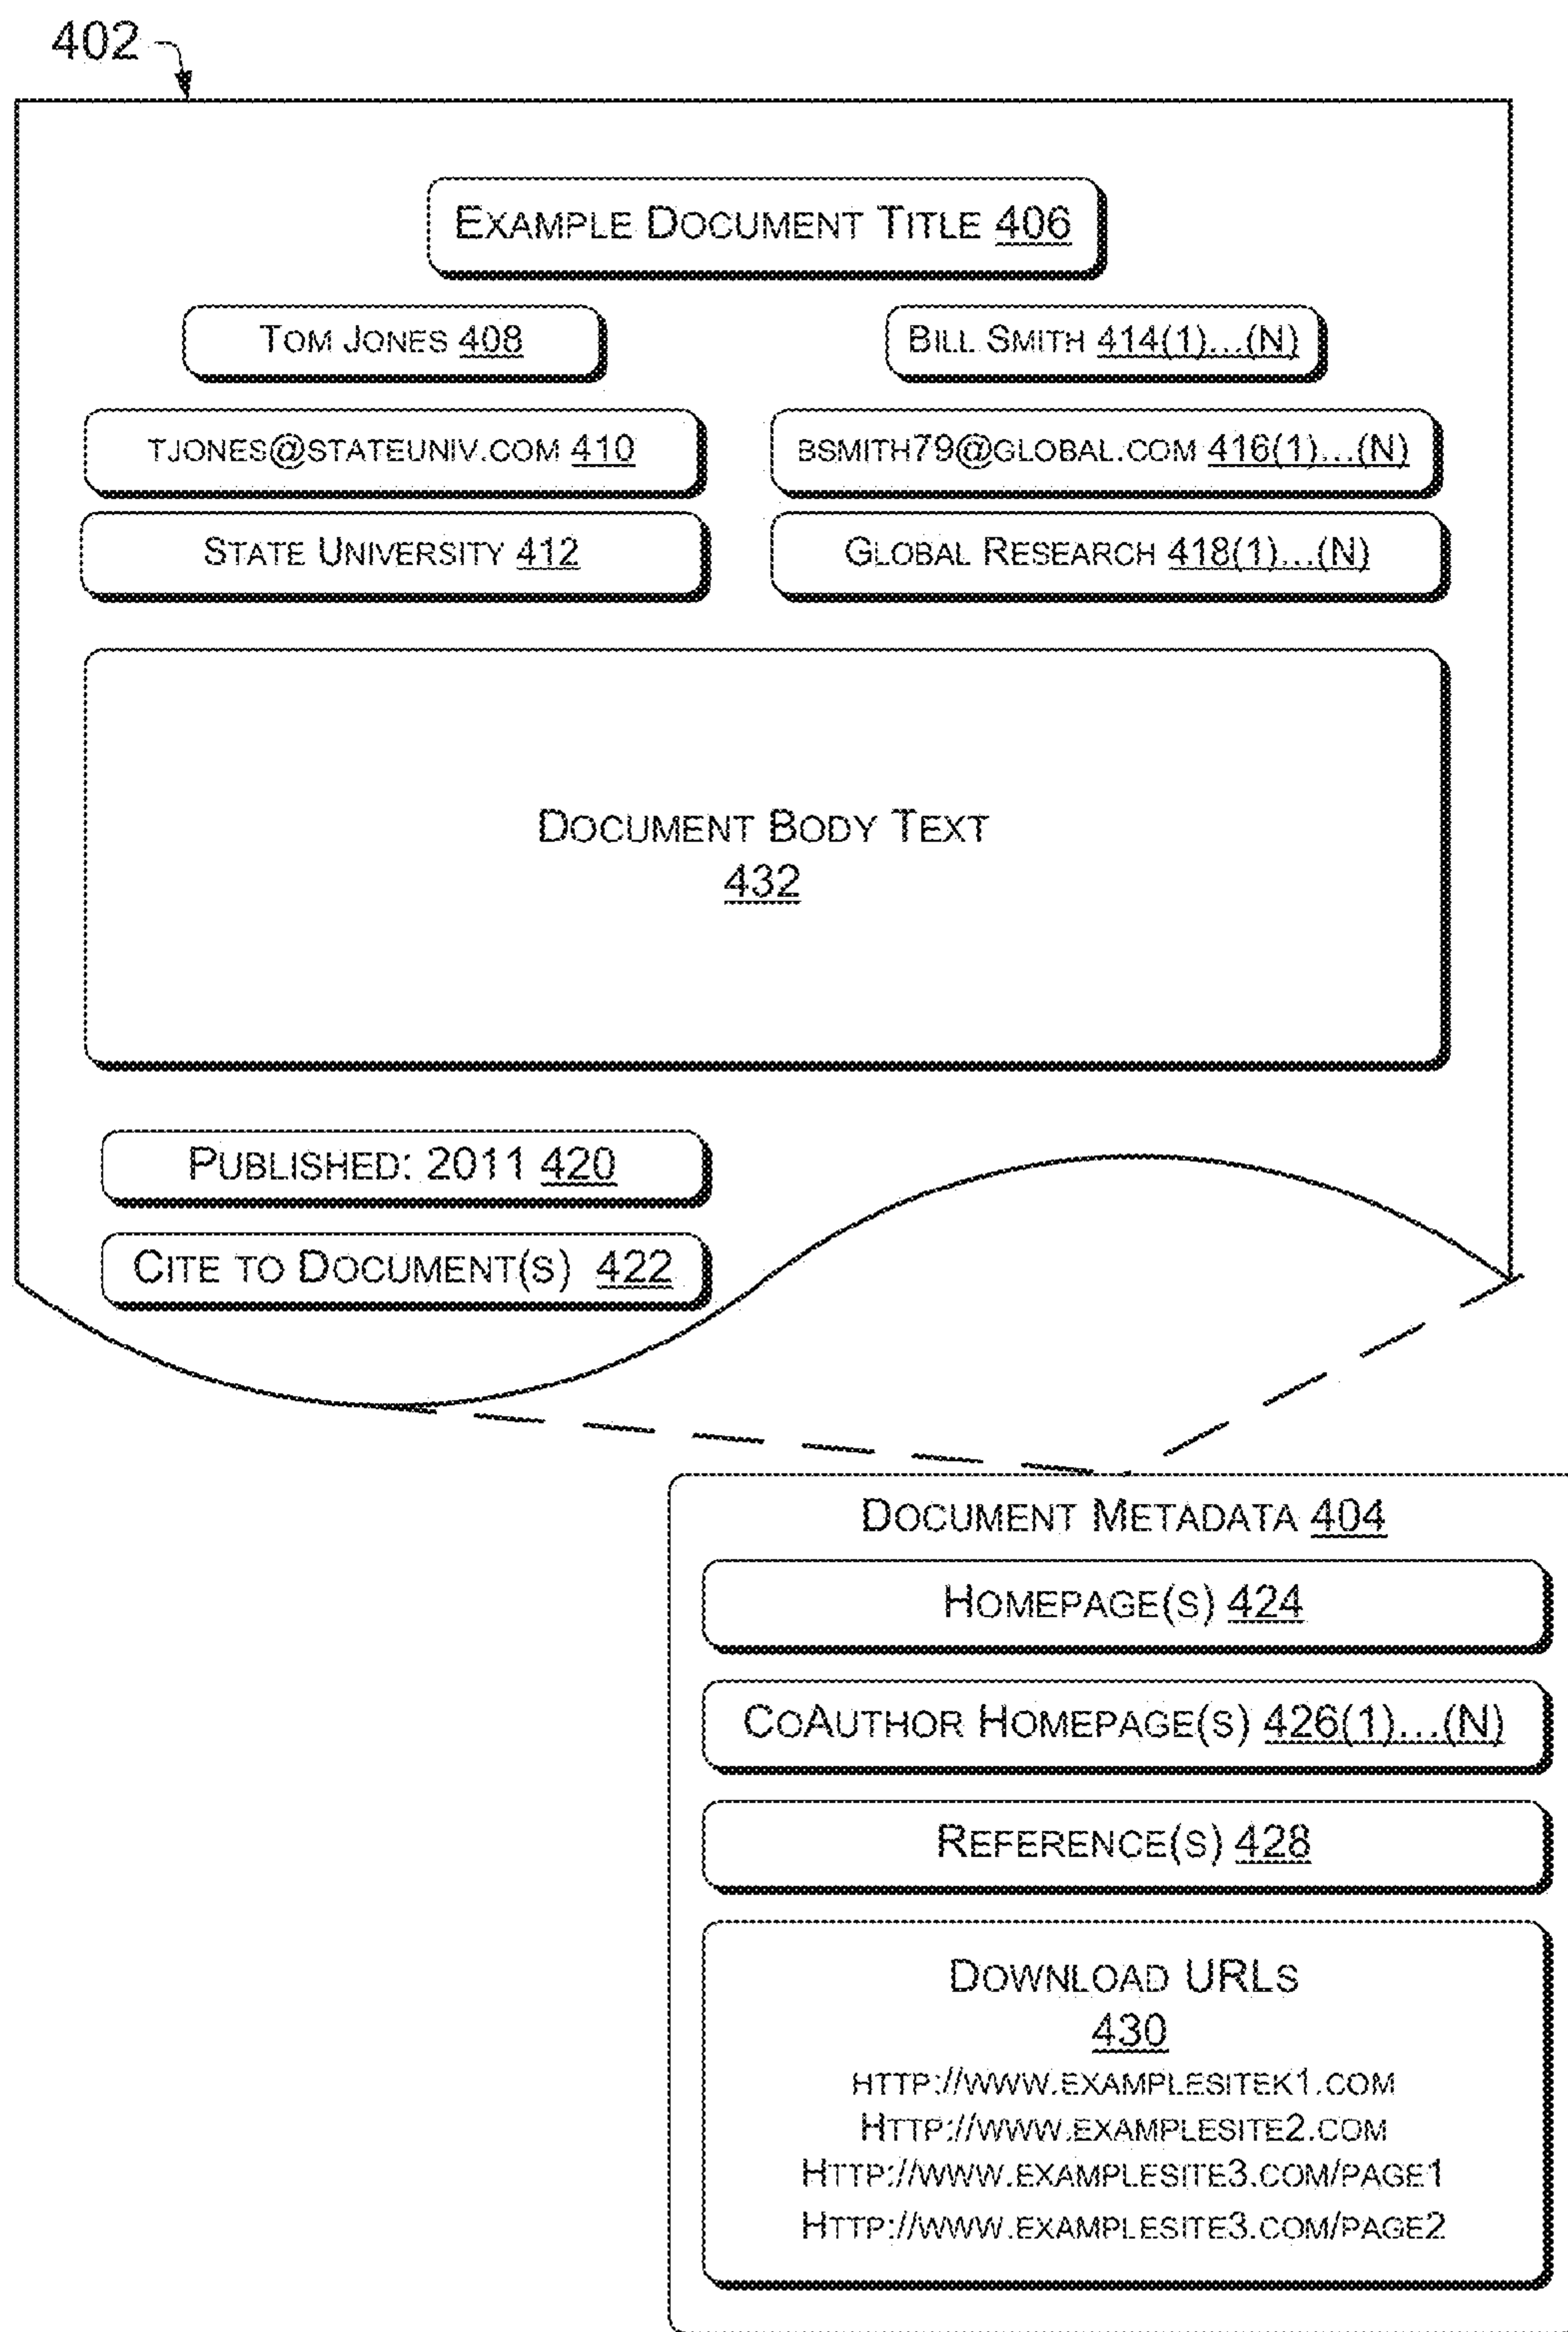 402
EXAMPLE DOCUMENT TITLE 406
TOM JONES 408
BILL SMITH 414(1)...(N)
TJONES@STATEUNIV.COM 410
BSMITH79@GLOBAL.COM 416(1)...(N)
STATE UNIVERSITY 412
GLOBAL RESEARCH 418(1)...(N)
DOCUMENT BODY TEXT
432
PUBLISHED: 2011 420
CITE TO DOCUMENT(S) 422
DOCUMENT METADATA 404
HOMEPAGE(S) 424
COAUTHOR HOMEPAGE(S) 426(1)...(N)
REFERENCE(S) 428
DOWNLOAD URLS
430
HTTP://WWW.EXAMPLESITEK1.COM
HTTP://WWW.EXAMPLESITE2.COM
HTTP://WWW.EXAMPLESITE3.COM/PAGE1
HTTP://WWW.EXAMPLESITE3.COM/PAGE2